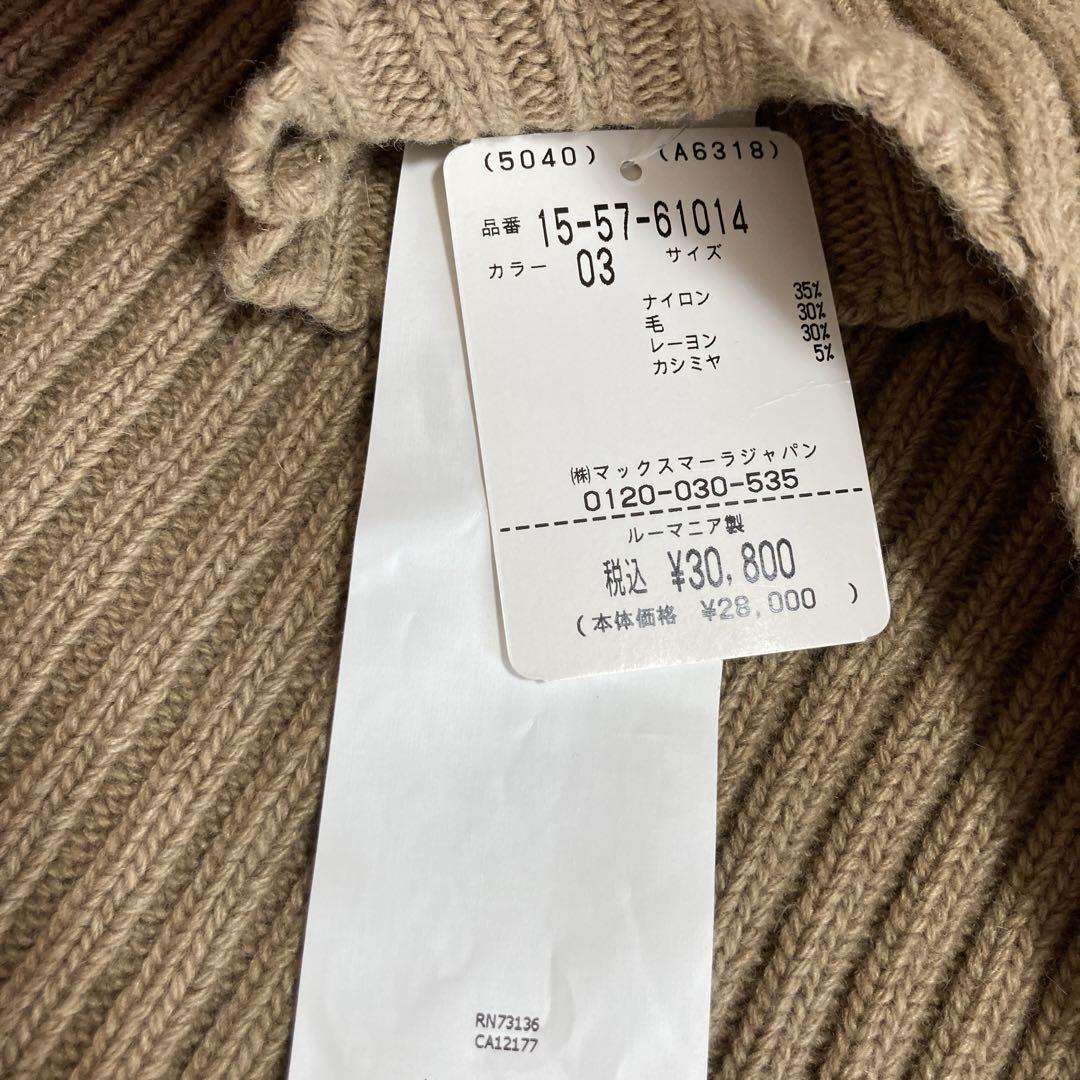 (5040) (A6318)
品番 15-57-61014
カラー 03 サイズ
ナイロン 35%
毛 30%
レーヨン 30%
カシミヤ 5%
㈱マックスマーラジャパン
0120-030-535
ルーマニア製
税込 ¥30,800
(本体価格 ¥28,000 )
RN73136
CA12177